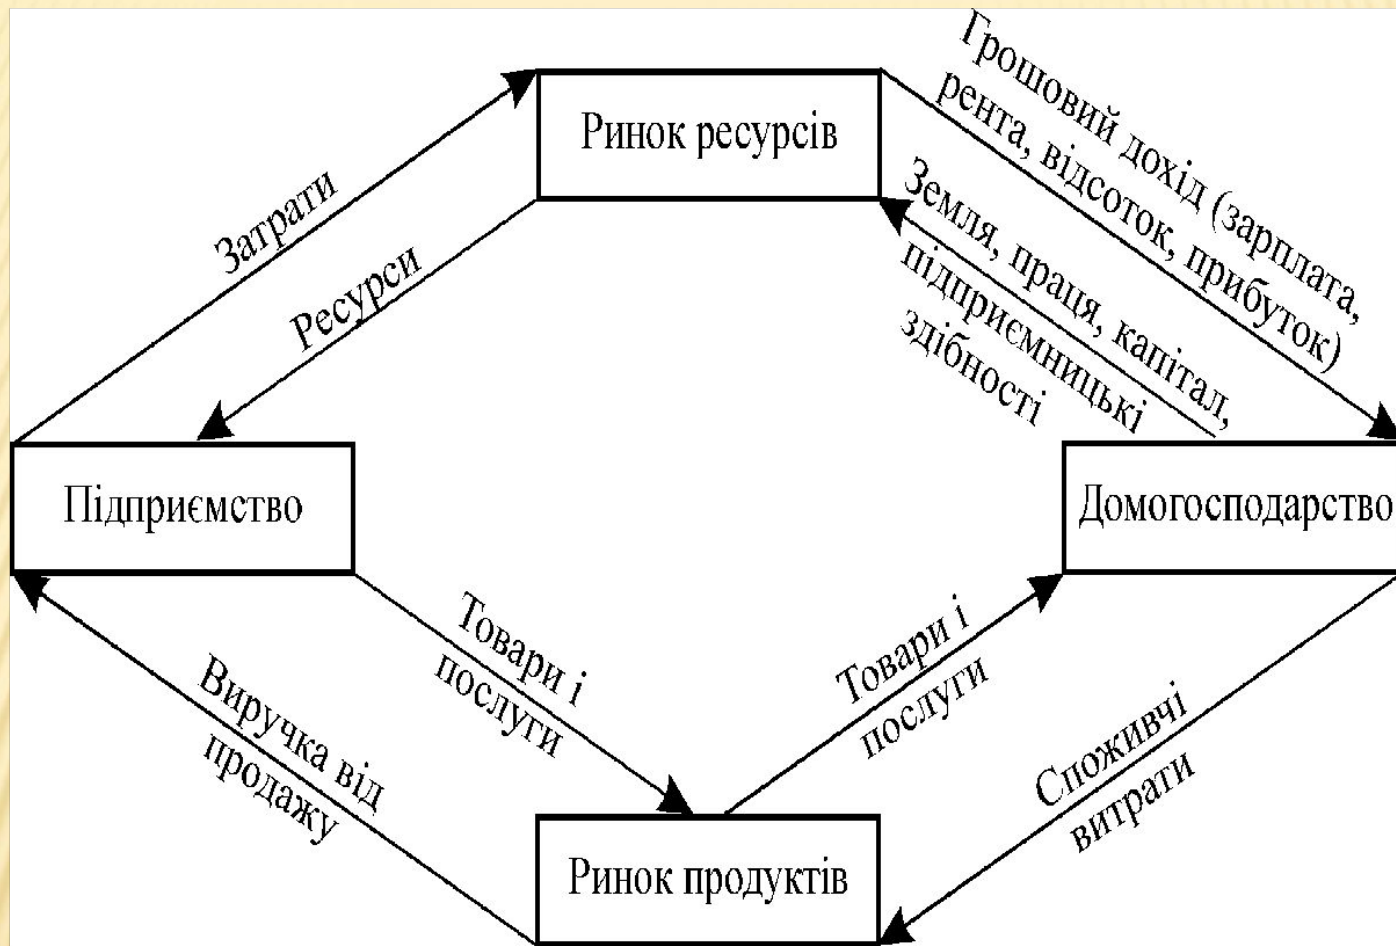 Ринок ресурсів
Грошовий дохід (зарплата,
рента, відсоток, прибуток)
Земля, праця, капітал,
підприємницькі
здібності
Затрати
Ресурси
Підприємство
Домогосподарство
Товари і
послуги
Товари і
послуги
Виручка від
продажу
Споживчі
витрати
Ринок продуктів